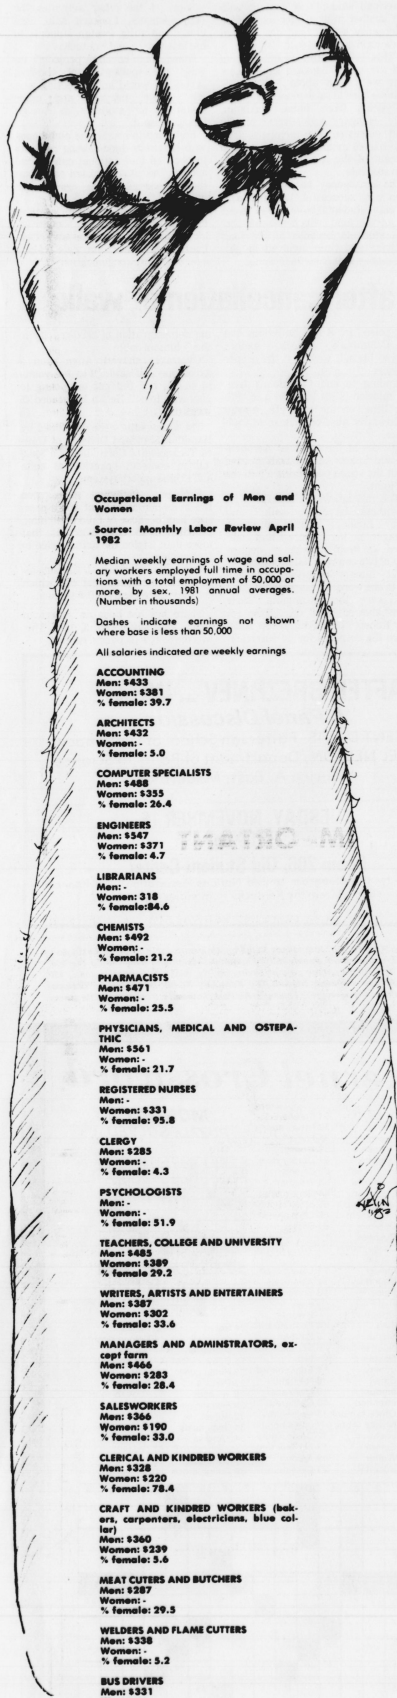 Occupational Earnings of Men and
Women
Source: Monthly Labor Review April
1982
Median weekly earnings of wage and sal-
ary workers employed full time in occupa-
tions with a total employment of 50,000 or
more, by sex, 1981 annual averages.
(Number in thousands)
Dashes indicate earnings not shown
where base is less than 50,000
All salaries indicated are weekly earnings
ACCOUNTING
Men: $433
Women: $381
% female: 39.7
ARCHITECTS
Men: $432
Women: -
% female: 5.0
COMPUTER SPECIALISTS
Men: $488
Women: $355
% female: 26.4
ENGINEERS
Men: $547
Women: $371
% female: 4.7
LIBRARIANS
Men: -
Women: 318
% female:84.6
CHEMISTS
Men: $492
Women: -
% female: 21.2
PHARMACISTS
Men: $471
Women: -
% female: 25.5
PHYSICIANS, MEDICAL AND OSTEPA-
THIC
Men: $561
Women: -
% female: 21.7
REGISTERED NURSES
Men: -
Women: $331
% female: 95.8
CLERGY
Men: $285
Women: -
% female: 4.3
PSYCHOLOGISTS
Men: -
Women: -
% female: 51.9
TEACHERS, COLLEGE AND UNIVERSITY
Men: $485
Women: $389
% female 29.2
WRITERS, ARTISTS AND ENTERTAINERS
Men: $387
Women: $302
% female: 33.6
MANAGERS AND ADMINSTRATORS, ex-
cept farm
Men: $466
Women: $283
% female: 28.4
SALESWORKERS
Men: $366
Women: $190
% female: 33.0
CLERICAL AND KINDRED WORKERS
Men: $328
Women: $220
% female: 78.4
CRAFT AND KINDRED WORKERS (bak-
ers, carpenters, electricians, blue col-
lar)
Men: $360
Women: $239
% female: 5.6
MEAT CUTERS AND BUTCHERS
Men: $287
Women: -
% female: 29.5
WELDERS AND FLAME CUTTERS
Men: $338
Women: -
% female: 5.2
BUS DRIVERS
Men: $331